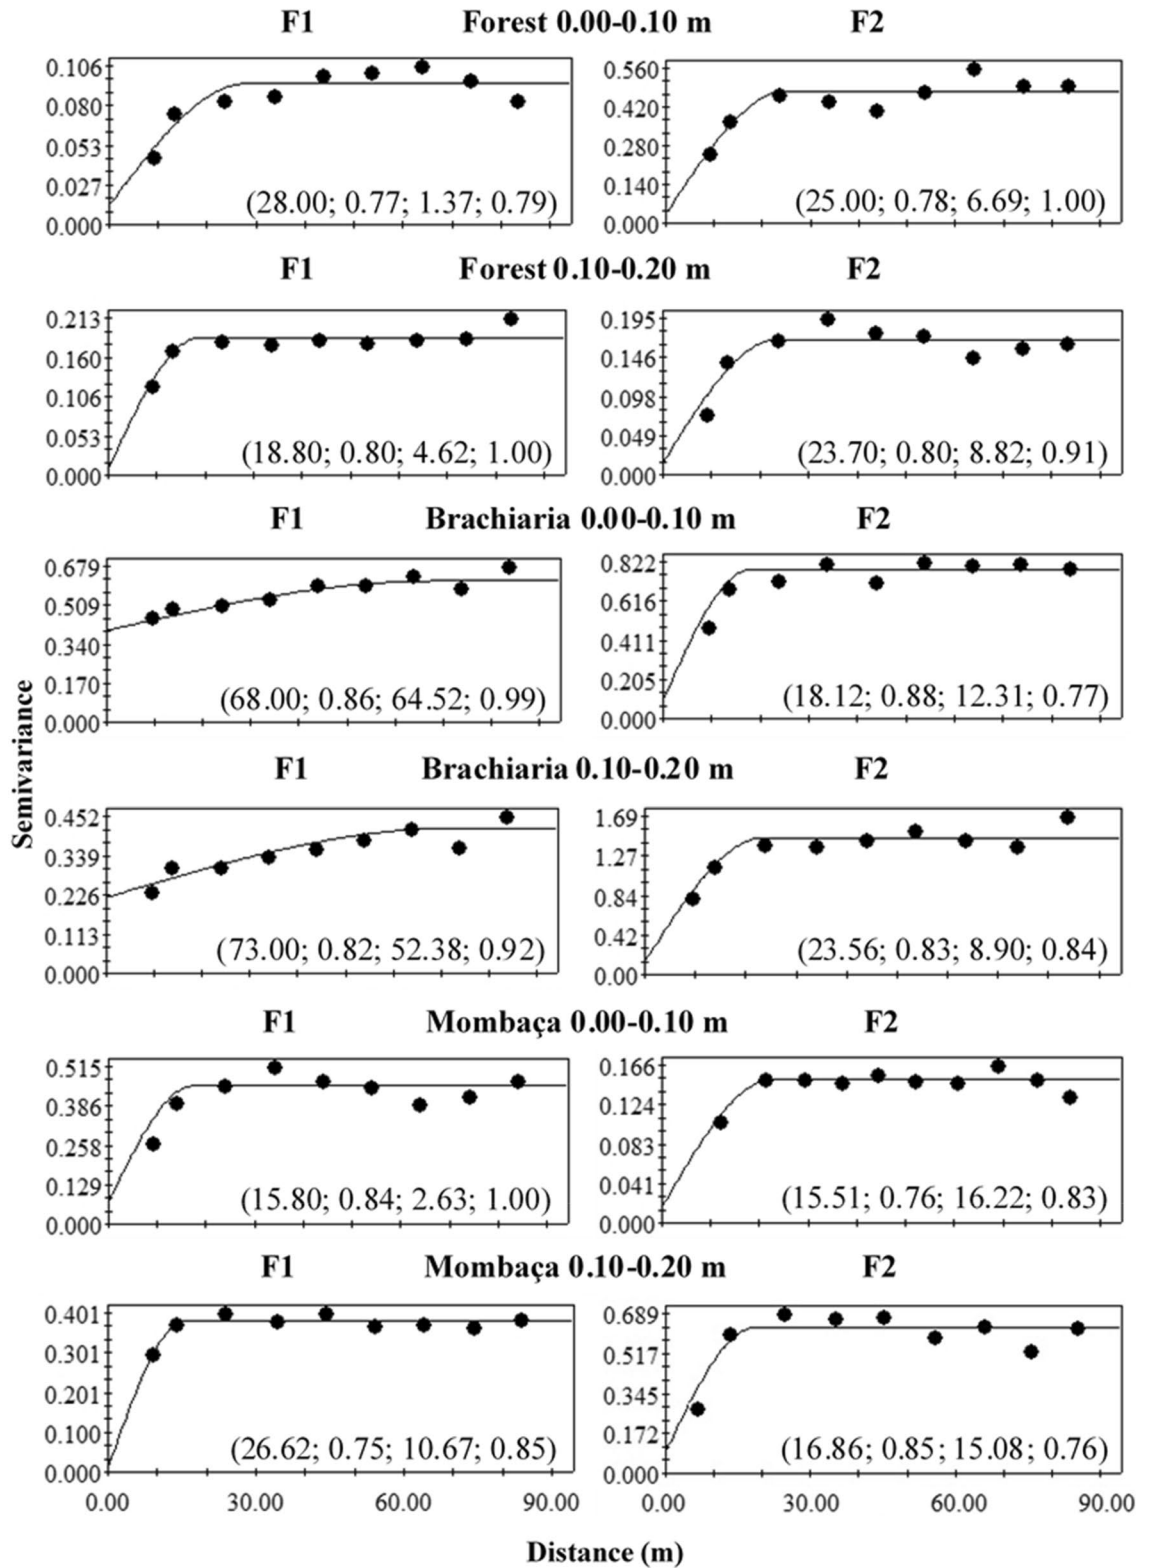 F1 Forest 0.00-0.10 m F2
0.106
0.080
0.053
0.027
0.000
(28.00; 0.77; 1.37; 0.79)
0.560
0.420
0.280
0.140
0.000
(25.00; 0.78; 6.69; 1.00)
F1 Forest 0.10-0.20 m F2
0.213
0.160
0.106
0.053
0.000
(18.80; 0.80; 4.62; 1.00)
0.195
0.146
0.098
0.049
0.000
(23.70; 0.80; 8.82; 0.91)
F1 Brachiaria 0.00-0.10 m F2
0.679
0.509
0.340
0.170
0.000
(68.00; 0.86; 64.52; 0.99)
0.822
0.616
0.411
0.205
0.000
(18.12; 0.88; 12.31; 0.77)
Semivariance
F1 Brachiaria 0.10-0.20 m F2
0.452
0.339
0.226
0.113
0.000
(73.00; 0.82; 52.38; 0.92)
1.69
1.27
0.84
0.42
0.00
(23.56; 0.83; 8.90; 0.84)
F1 Mombaça 0.00-0.10 m F2
0.515
0.386
0.258
0.129
0.000
(15.80; 0.84; 2.63; 1.00)
0.166
0.124
0.083
0.041
0.000
(15.51; 0.76; 16.22; 0.83)
F1 Mombaça 0.10-0.20 m F2
0.401
0.301
0.201
0.100
0.000
(26.62; 0.75; 10.67; 0.85)
0.689
0.517
0.345
0.172
0.000
(16.86; 0.85; 15.08; 0.76)
0.00 30.00 60.00 90.00
0.00 30.00 60.00 90.00
Distance (m)